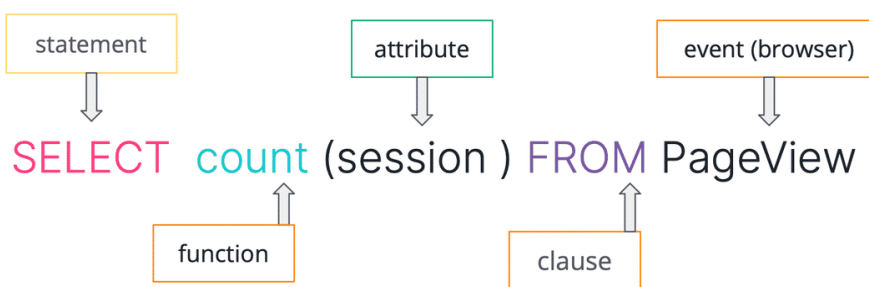 statement
attribute
event (browser)
SELECT count (session ) FROM PageView
function
clause